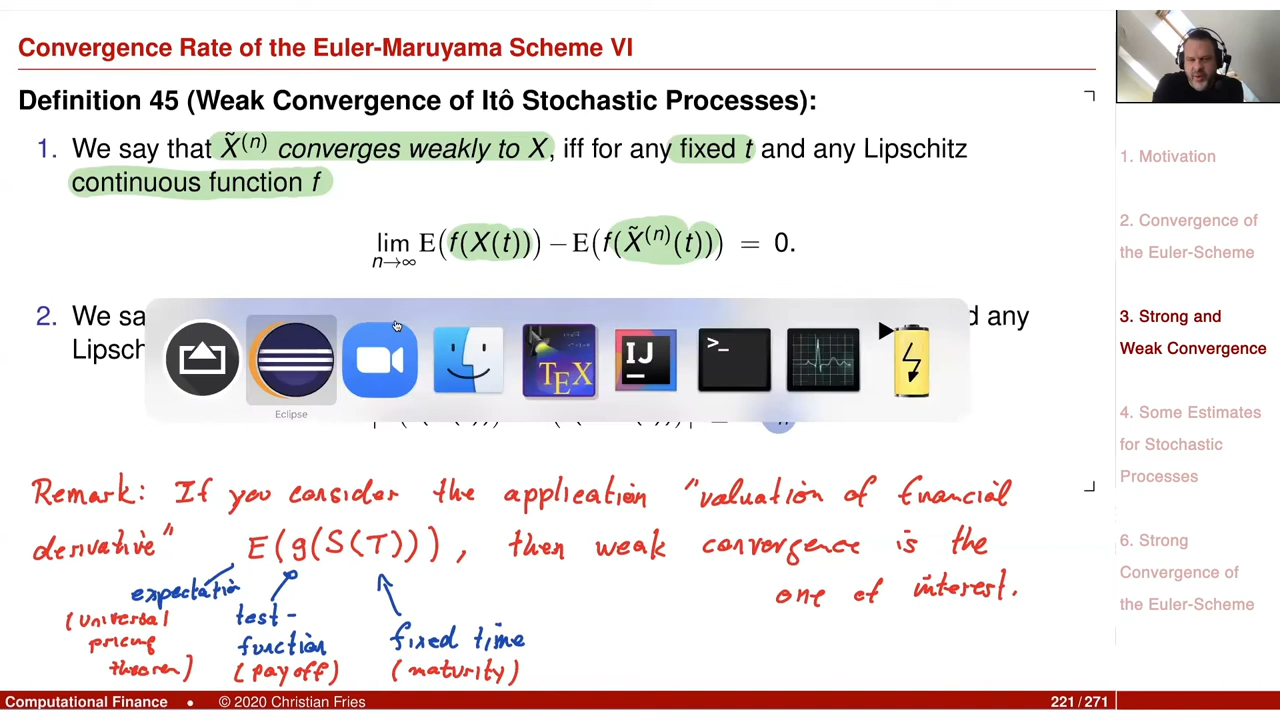 Convergence Rate of the Euler-Maruyama Scheme VI
Definition 45 (Weak Convergence of Itô Stochastic Processes):
1. We say that X̃⁽ⁿ⁾ converges weakly to X, iff for any fixed t and any Lipschitz
continuous function f
lim E(f(X(t))) − E(f(X̃⁽ⁿ⁾(t))) = 0.
n→∞
2. We sa d any
Lipsch
Eclipse
TEX
IJ
>_
Remark: If you consider the application "valuation of financial
derivative" E(g(S(T))), then weak convergence is the
one of interest.
expectation
(universal
pricing
theorem)
test-
function
(payoff)
fixed time
(maturity)
1. Motivation
2. Convergence of
the Euler-Scheme
3. Strong and
Weak Convergence
4. Some Estimates
for Stochastic
Processes
6. Strong
Convergence of
the Euler-Scheme
Computational Finance • © 2020 Christian Fries 221 / 271